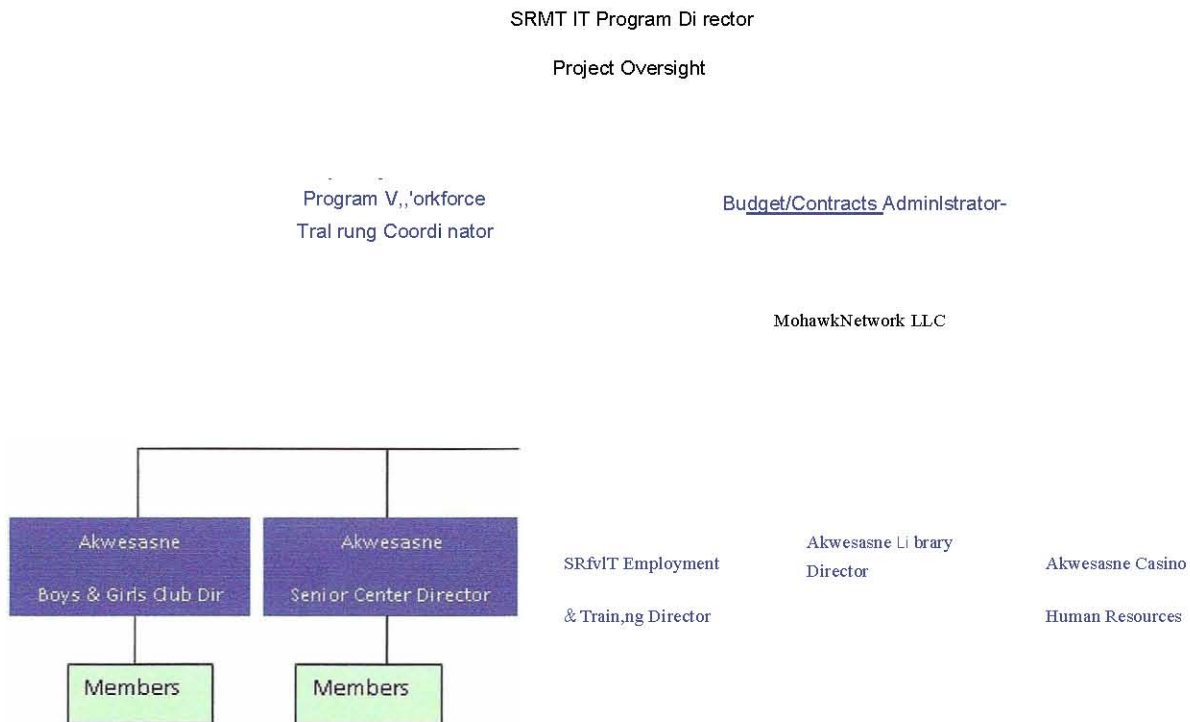 SRMT IT Program Di rector
Project Oversight
Program V,,'orkforce
Tral rung Coordi nator
Budget/Contracts AdminIstrator-
MohawkNetwork LLC
Akwesasne
Boys & Girls Club Dir
Akwesasne
Senior Center Director
SRfvlT Employment
& Train,ng Director
Akwesasne Li brary
Director
Akwesasne Casino
Human Resources
Members
Members